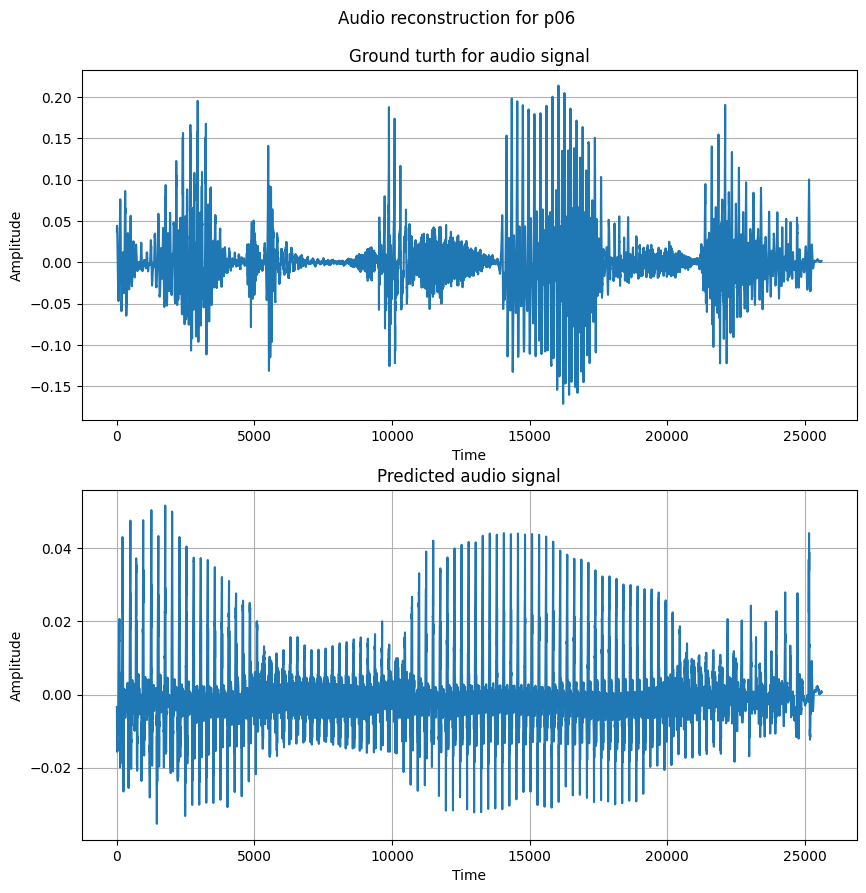 Audio reconstruction for p06
Ground turth for audio signal
0.20
0.15
0.10
0.05
0.00
−0.05
−0.10
−0.15
Amplitude
0 5000 10000 15000 20000 25000
Time
Predicted audio signal
0.04
0.02
0.00
−0.02
Amplitude
0 5000 10000 15000 20000 25000
Time